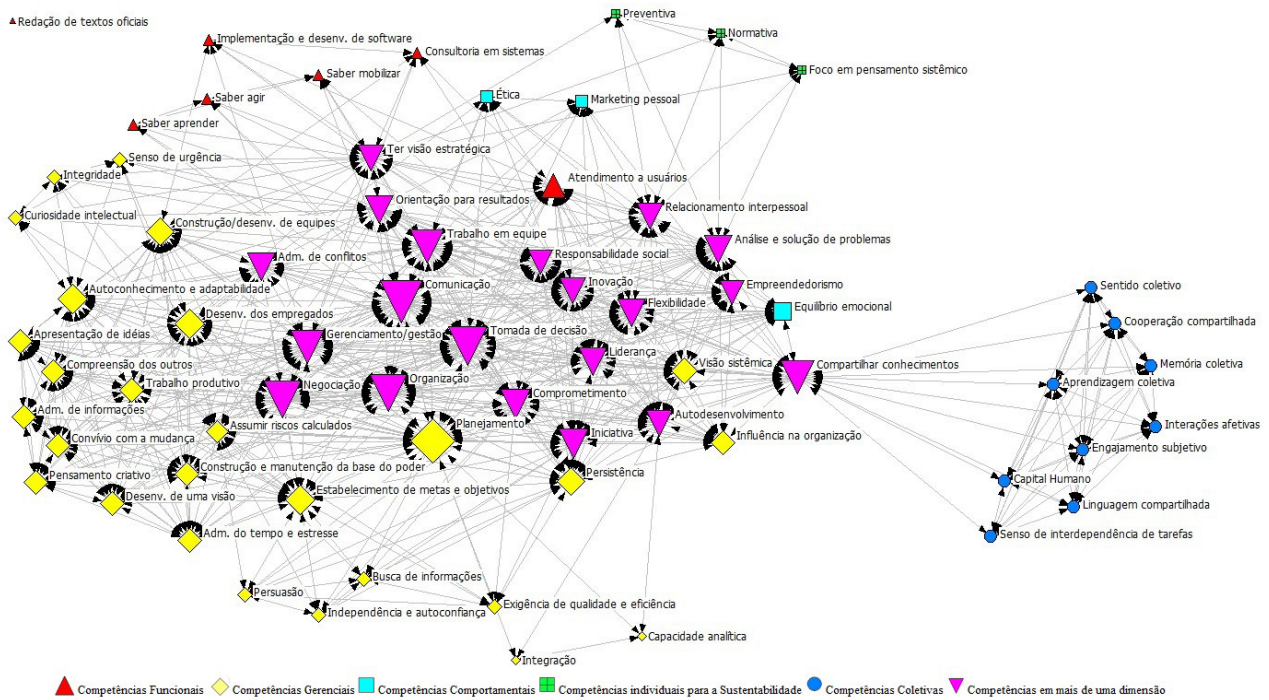 Redação de textos oficiais
Preventiva
Implementação e desenv. de software
Normativa
Consultoria em sistemas
Foco em pensamento sistêmico
Saber mobilizar
Ética
Marketing pessoal
Saber agir
Saber aprender
Ter visão estratégica
Senso de urgência
Integridade
Atendimento a usuários
Orientação para resultados
Relacionamento interpessoal
Curiosidade intelectual
Construção/desenv. de equipes
Trabalho em equipe
Análise e solução de problemas
Adm. de conflitos
Responsabilidade social
Inovação
Empreendedorismo
Sentido coletivo
Autoconhecimento e adaptabilidade
Comunicação
Flexibilidade
Equilíbrio emocional
Cooperação compartilhada
Desenv. dos empregados
Apresentação de idéias
Gerenciamento/gestão
Tomada de decisão
Liderança
Compreensão dos outros
Visão sistêmica
Compartilhar conhecimentos
Memória coletiva
Trabalho produtivo
Negociação
Organização
Comprometimento
Aprendizagem coletiva
Adm. de informações
Assumir riscos calculados
Planejamento
Autodesenvolvimento
Interações afetivas
Convívio com a mudança
Iniciativa
Influência na organização
Engajamento subjetivo
Pensamento criativo
Construção e manutenção da base do poder
Persistência
Capital Humano
Desenv. de uma visão
Estabelecimento de metas e objetivos
Linguagem compartilhada
Adm. do tempo e estresse
Senso de interdependência de tarefas
Busca de informações
Persuasão
Independência e autoconfiança
Exigência de qualidade e eficiência
Capacidade analítica
Integração
Competências Funcionais
Competências Gerenciais
Competências Comportamentais
Competências individuais para a Sustentabilidade
Competências Coletivas
Competências em mais de uma dimensão